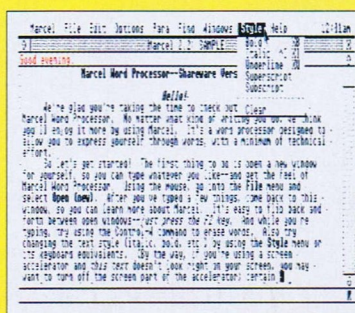 Marcel File Edit Options Para Find Windows Style Help 12:31am
Marcel 2.2: SAMPLE
Good evening.
Bold
Italic
Underline
Superscript
Subscript
Clear
Marcel Word Processor--Shareware Vers
Hello!
We're glad you're taking the time to check out
Marcel Word Processor. No matter what kind of writing you do, we think
you'll enjoy it more by using Marcel. It's a word processor designed to
allow you to express yourself through words, with a minimum of technical
effort.
So let's get started! The first thing to do is open a new window
for yourself, so you can type whatever you like--and get the feel of
Marcel Word Processor. Using the mouse, go into the File menu and
select Open (new). After you've typed a few things, come back to this
window, so you can learn more about Marcel. It's easy to flip back and
forth between open windows--just press the F2 key. And while you're
typing, try using the Control-W command to erase words. Also try
changing the text style (italic, bold, etc.) by using the Style menu or
its keyboard equivalents. (By the way, if you're using a screen
accelerator and this text doesn't look right on your screen, you may
want to turn off the screen part of the accelerator; certain